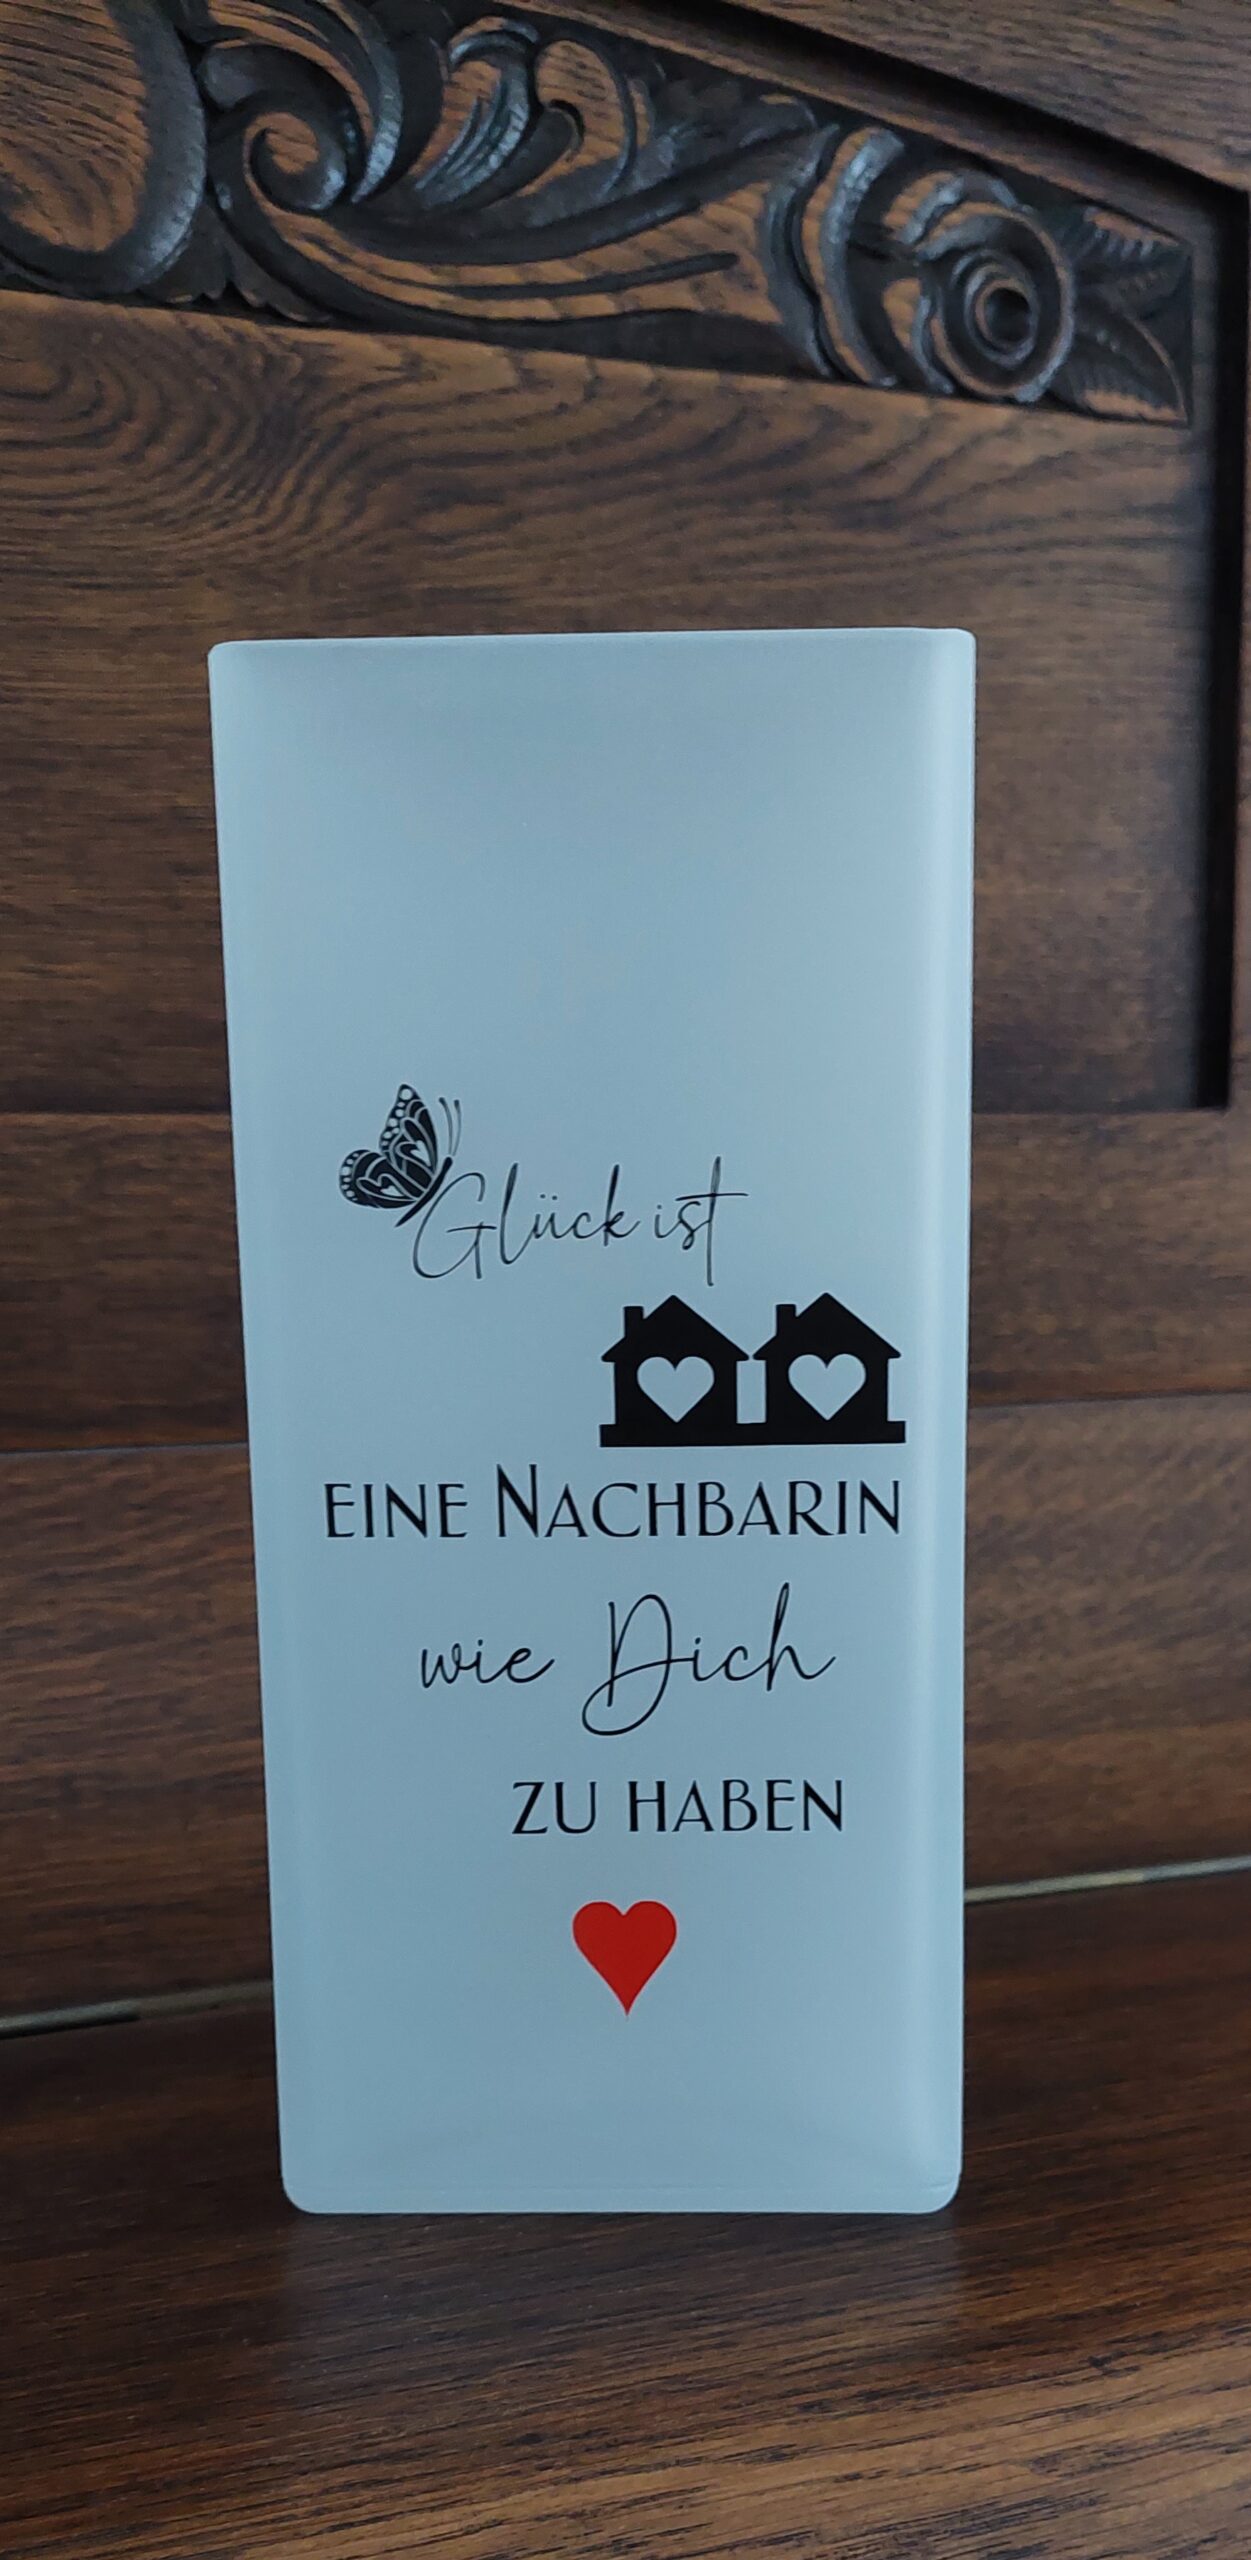 Glück ist
EINE NACHBARIN
wie Dich
ZU HABEN